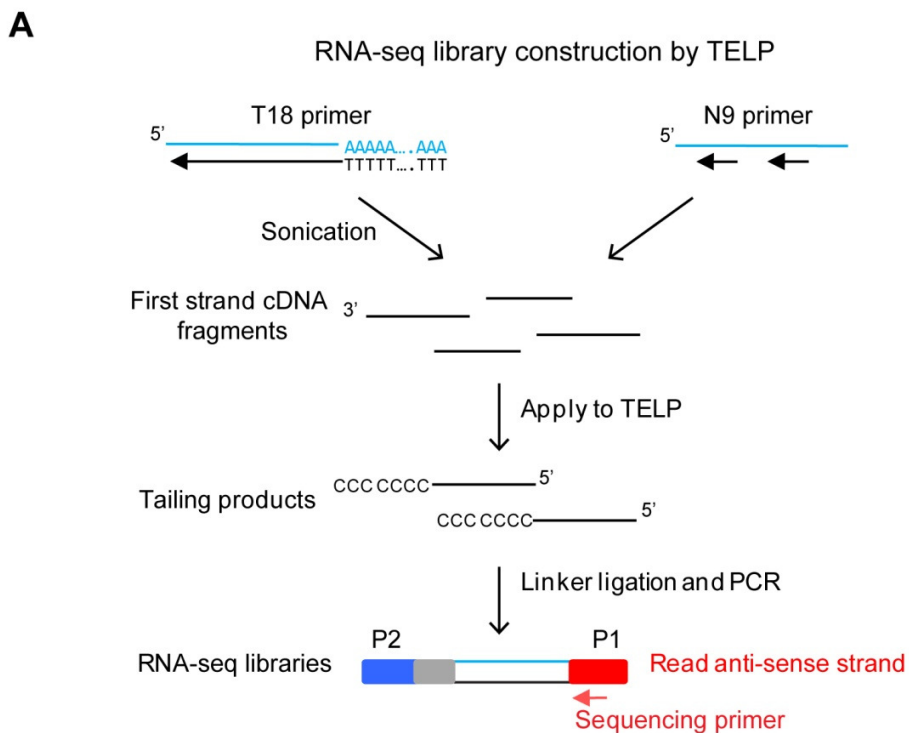 A
RNA-seq library construction by TELP
T18 primer
N9 primer
5’
AAAAA....AAA
TTTTT....TTT
5’
Sonication
First strand cDNA
fragments
3’
Apply to TELP
Tailing products
CCC CCCC
5’
CCC CCCC
5’
Linker ligation and PCR
P2
P1
RNA-seq libraries
Read anti-sense strand
Sequencing primer